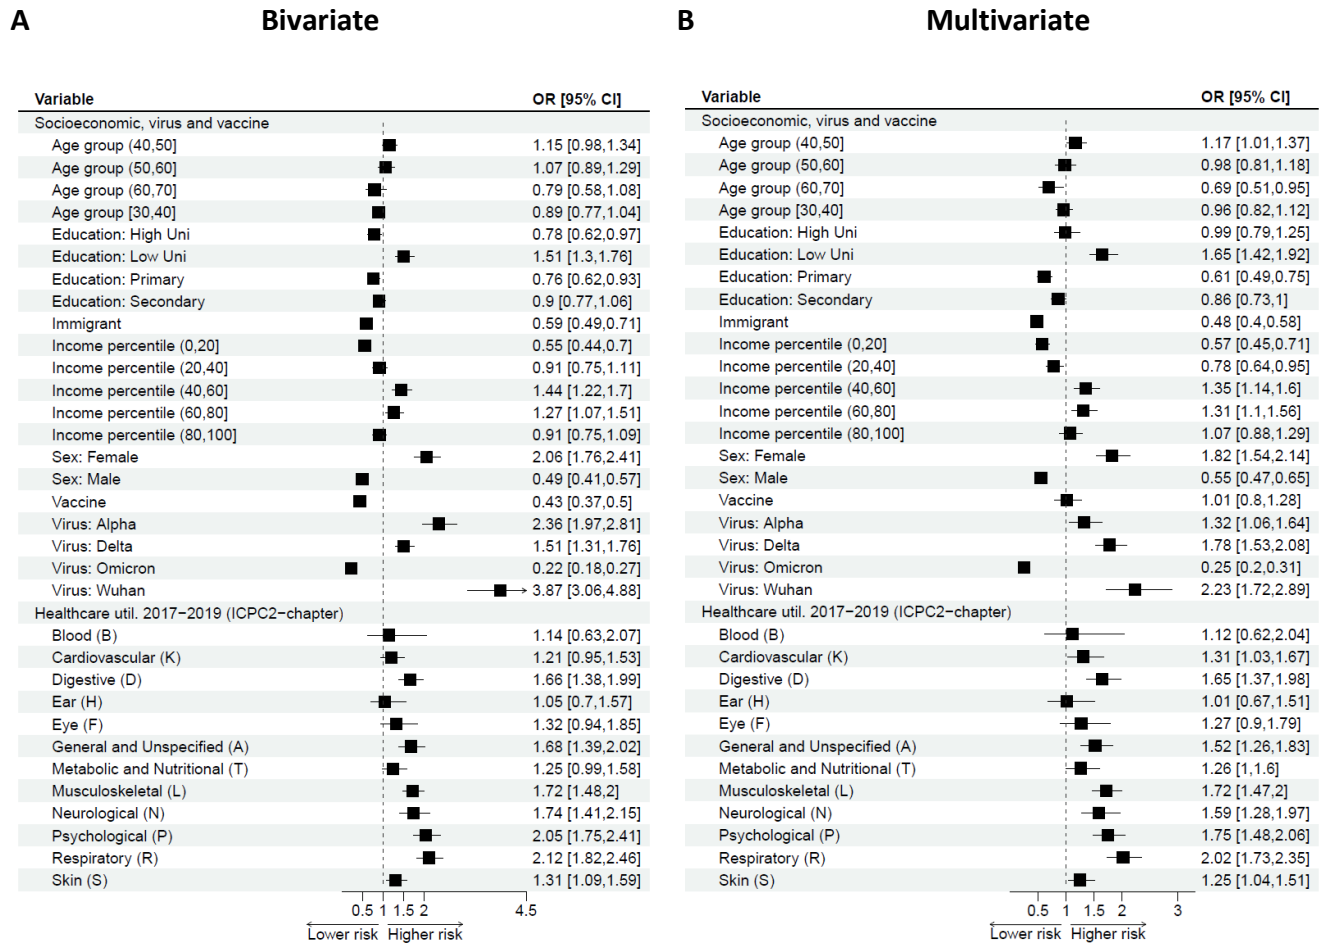 A Bivariate
Variable OR [95% CI]
Socioeconomic, virus and vaccine
Age group (40,50] 1.15 [0.98,1.34]
Age group (50,60] 1.07 [0.89,1.29]
Age group (60,70] 0.79 [0.58,1.08]
Age group [30,40] 0.89 [0.77,1.04]
Education: High Uni 0.78 [0.62,0.97]
Education: Low Uni 1.51 [1.3,1.76]
Education: Primary 0.76 [0.62,0.93]
Education: Secondary 0.9 [0.77,1.06]
Immigrant 0.59 [0.49,0.71]
Income percentile (0,20] 0.55 [0.44,0.7]
Income percentile (20,40] 0.91 [0.75,1.11]
Income percentile (40,60] 1.44 [1.22,1.7]
Income percentile (60,80] 1.27 [1.07,1.51]
Income percentile (80,100] 0.91 [0.75,1.09]
Sex: Female 2.06 [1.76,2.41]
Sex: Male 0.49 [0.41,0.57]
Vaccine 0.43 [0.37,0.5]
Virus: Alpha 2.36 [1.97,2.81]
Virus: Delta 1.51 [1.31,1.76]
Virus: Omicron 0.22 [0.18,0.27]
Virus: Wuhan 3.87 [3.06,4.88]
Healthcare util. 2017−2019 (ICPC2−chapter)
Blood (B) 1.14 [0.63,2.07]
Cardiovascular (K) 1.21 [0.95,1.53]
Digestive (D) 1.66 [1.38,1.99]
Ear (H) 1.05 [0.7,1.57]
Eye (F) 1.32 [0.94,1.85]
General and Unspecified (A) 1.68 [1.39,2.02]
Metabolic and Nutritional (T) 1.25 [0.99,1.58]
Musculoskeletal (L) 1.72 [1.48,2]
Neurological (N) 1.74 [1.41,2.15]
Psychological (P) 2.05 [1.75,2.41]
Respiratory (R) 2.12 [1.82,2.46]
Skin (S) 1.31 [1.09,1.59]
0.5 1 1.5 2 4.5
Lower risk Higher risk
B Multivariate
Variable OR [95% CI]
Socioeconomic, virus and vaccine
Age group (40,50] 1.17 [1.01,1.37]
Age group (50,60] 0.98 [0.81,1.18]
Age group (60,70] 0.69 [0.51,0.95]
Age group [30,40] 0.96 [0.82,1.12]
Education: High Uni 0.99 [0.79,1.25]
Education: Low Uni 1.65 [1.42,1.92]
Education: Primary 0.61 [0.49,0.75]
Education: Secondary 0.86 [0.73,1]
Immigrant 0.48 [0.4,0.58]
Income percentile (0,20] 0.57 [0.45,0.71]
Income percentile (20,40] 0.78 [0.64,0.95]
Income percentile (40,60] 1.35 [1.14,1.6]
Income percentile (60,80] 1.31 [1.1,1.56]
Income percentile (80,100] 1.07 [0.88,1.29]
Sex: Female 1.82 [1.54,2.14]
Sex: Male 0.55 [0.47,0.65]
Vaccine 1.01 [0.8,1.28]
Virus: Alpha 1.32 [1.06,1.64]
Virus: Delta 1.78 [1.53,2.08]
Virus: Omicron 0.25 [0.2,0.31]
Virus: Wuhan 2.23 [1.72,2.89]
Healthcare util. 2017−2019 (ICPC2−chapter)
Blood (B) 1.12 [0.62,2.04]
Cardiovascular (K) 1.31 [1.03,1.67]
Digestive (D) 1.65 [1.37,1.98]
Ear (H) 1.01 [0.67,1.51]
Eye (F) 1.27 [0.9,1.79]
General and Unspecified (A) 1.52 [1.26,1.83]
Metabolic and Nutritional (T) 1.26 [1,1.6]
Musculoskeletal (L) 1.72 [1.47,2]
Neurological (N) 1.59 [1.28,1.97]
Psychological (P) 1.75 [1.48,2.06]
Respiratory (R) 2.02 [1.73,2.35]
Skin (S) 1.25 [1.04,1.51]
0.5 1 1.5 2 3
Lower risk Higher risk